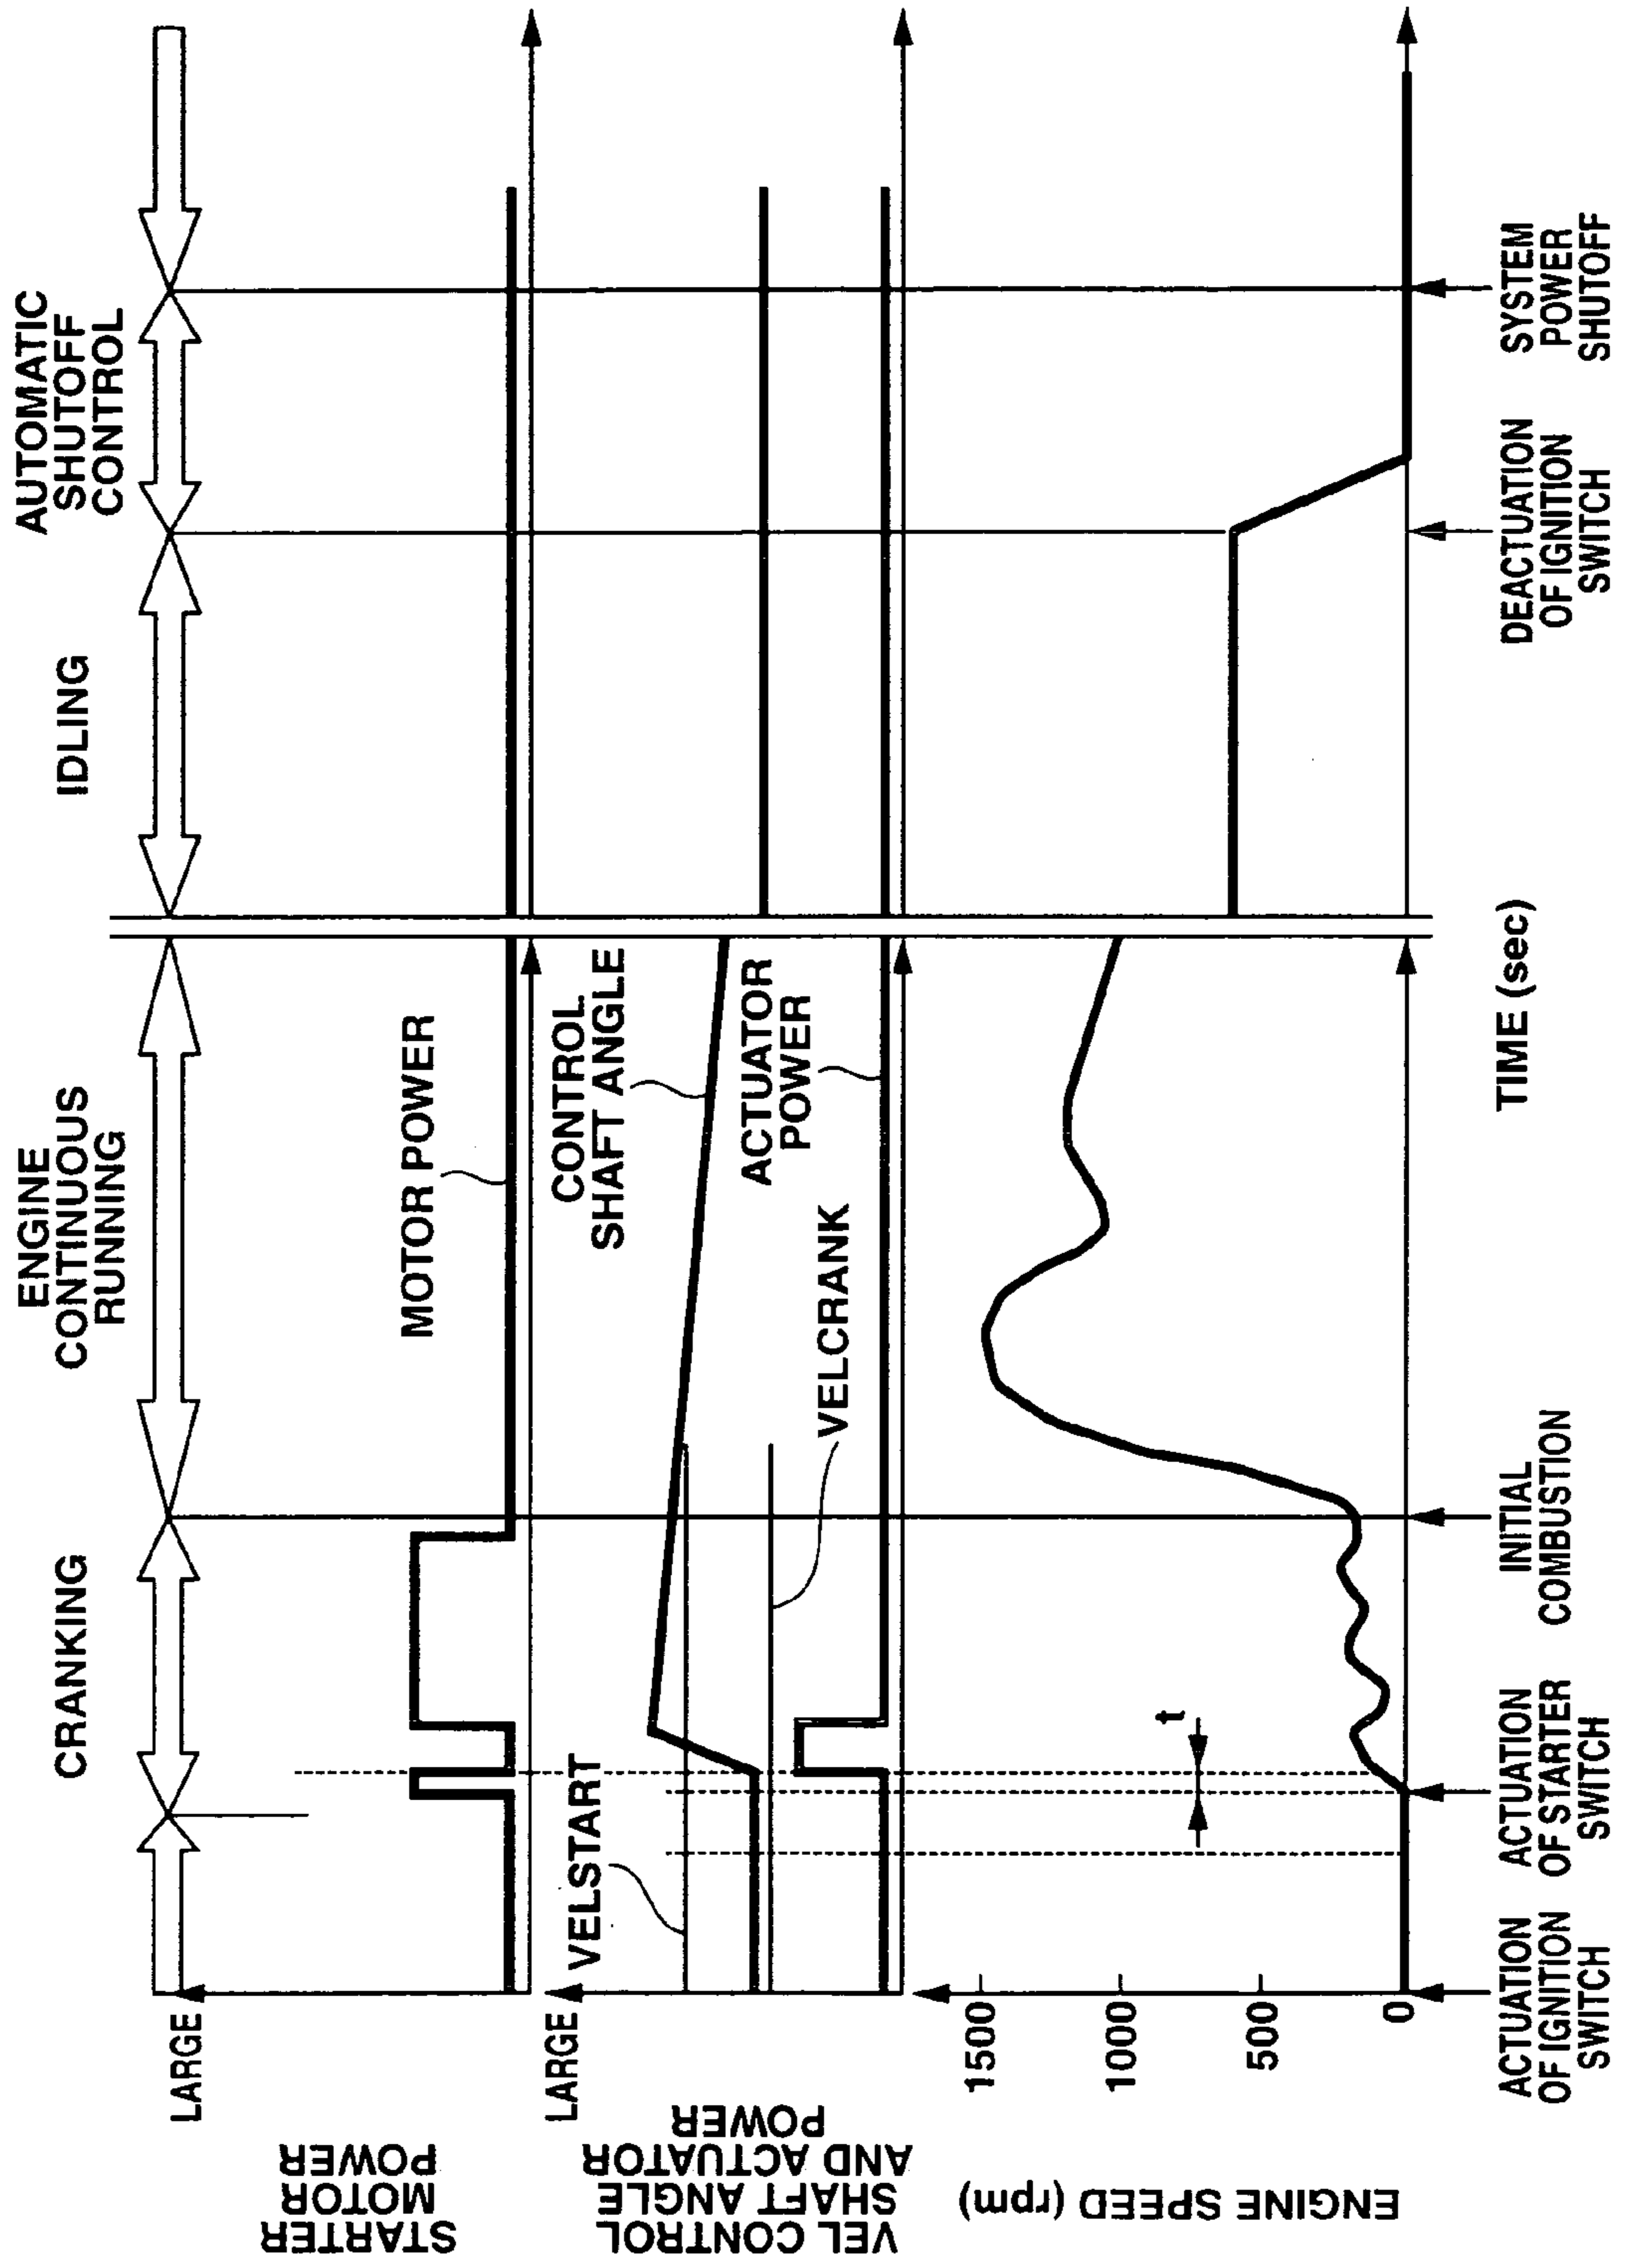 CRANKING
ENGINE
CONTINUOUS
RUNNING
IDLING
AUTOMATIC
SHUTOFF
CONTROL
STARTER
MOTOR
POWER
LARGE
MOTOR POWER
VEL CONTROL
SHAFT ANGLE
AND ACTUATOR
POWER
LARGE
VELSTART
CONTROL
SHAFT ANGLE
ACTUATOR
POWER
VELCRANK
ENGINE SPEED (rpm)
1500
1000
500
0
t
ACTUATION
OF IGNITION
SWITCH
ACTUATION
OF STARTER
SWITCH
INITIAL
COMBUSTION
TIME (sec)
DEACTUATION
OF IGNITION
SWITCH
SYSTEM
POWER
SHUTOFF